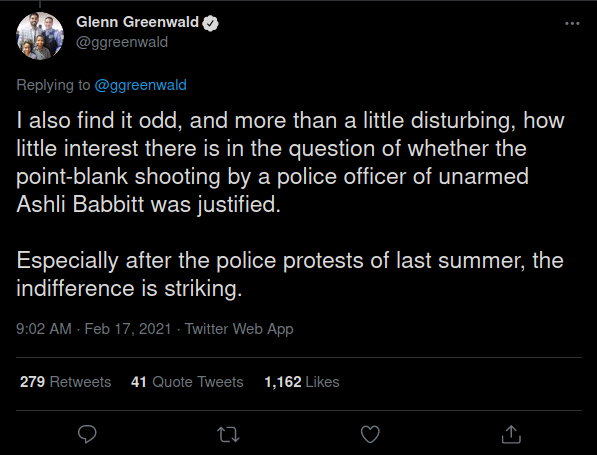 Glenn Greenwald
@ggreenwald
Replying to @ggreenwald
I also find it odd, and more than a little disturbing, how
little interest there is in the question of whether the
point-blank shooting by a police officer of unarmed
Ashli Babbitt was justified.
Especially after the police protests of last summer, the
indifference is striking.
9:02 AM · Feb 17, 2021 · Twitter Web App
279 Retweets 41 Quote Tweets 1,162 Likes